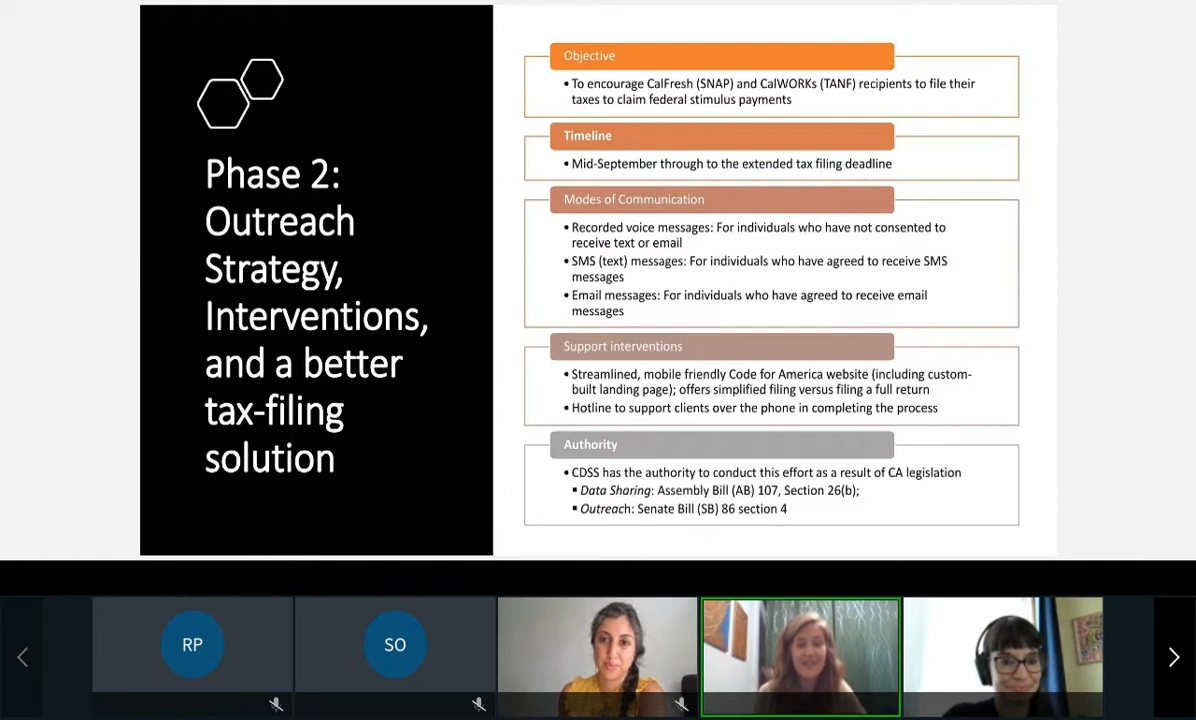 Phase 2:
Outreach
Strategy,
Interventions,
and a better
tax-filing
solution
Objective
• To encourage CalFresh (SNAP) and CalWORKs (TANF) recipients to file their
taxes to claim federal stimulus payments
Timeline
• Mid-September through to the extended tax filing deadline
Modes of Communication
• Recorded voice messages: For individuals who have not consented to
receive text or email
• SMS (text) messages: For individuals who have agreed to receive SMS
messages
• Email messages: For individuals who have agreed to receive email
messages
Support interventions
• Streamlined, mobile friendly Code for America website (including custom-
built landing page); offers simplified filing versus filing a full return
• Hotline to support clients over the phone in completing the process
Authority
• CDSS has the authority to conduct this effort as a result of CA legislation
▪ Data Sharing: Assembly Bill (AB) 107, Section 26(b);
▪ Outreach: Senate Bill (SB) 86 section 4
RP
SO